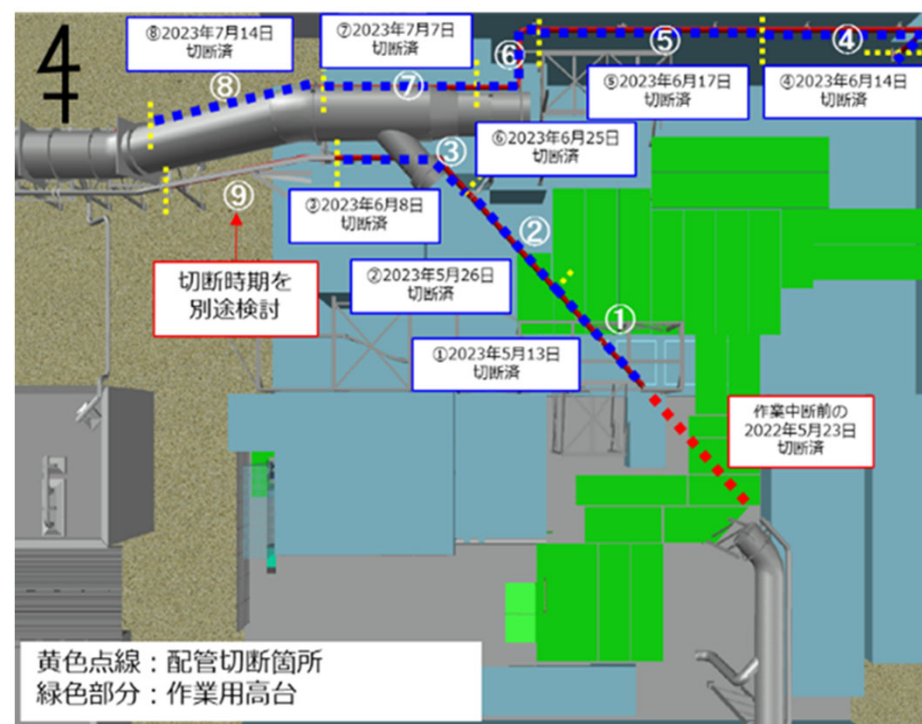 ⑧2023年7月14日
切断済
⑦2023年7月7日
切断済
⑥
⑤
④
⑧
⑦
⑤2023年6月17日
切断済
④2023年6月14日
切断済
⑥2023年6月25日
切断済
③
⑨
③2023年6月8日
切断済
②
切断時期を
別途検討
②2023年5月26日
切断済
①
①2023年5月13日
切断済
作業中断前の
2022年5月23日
切断済
黄色点線:配管切断箇所
緑色部分:作業用高台